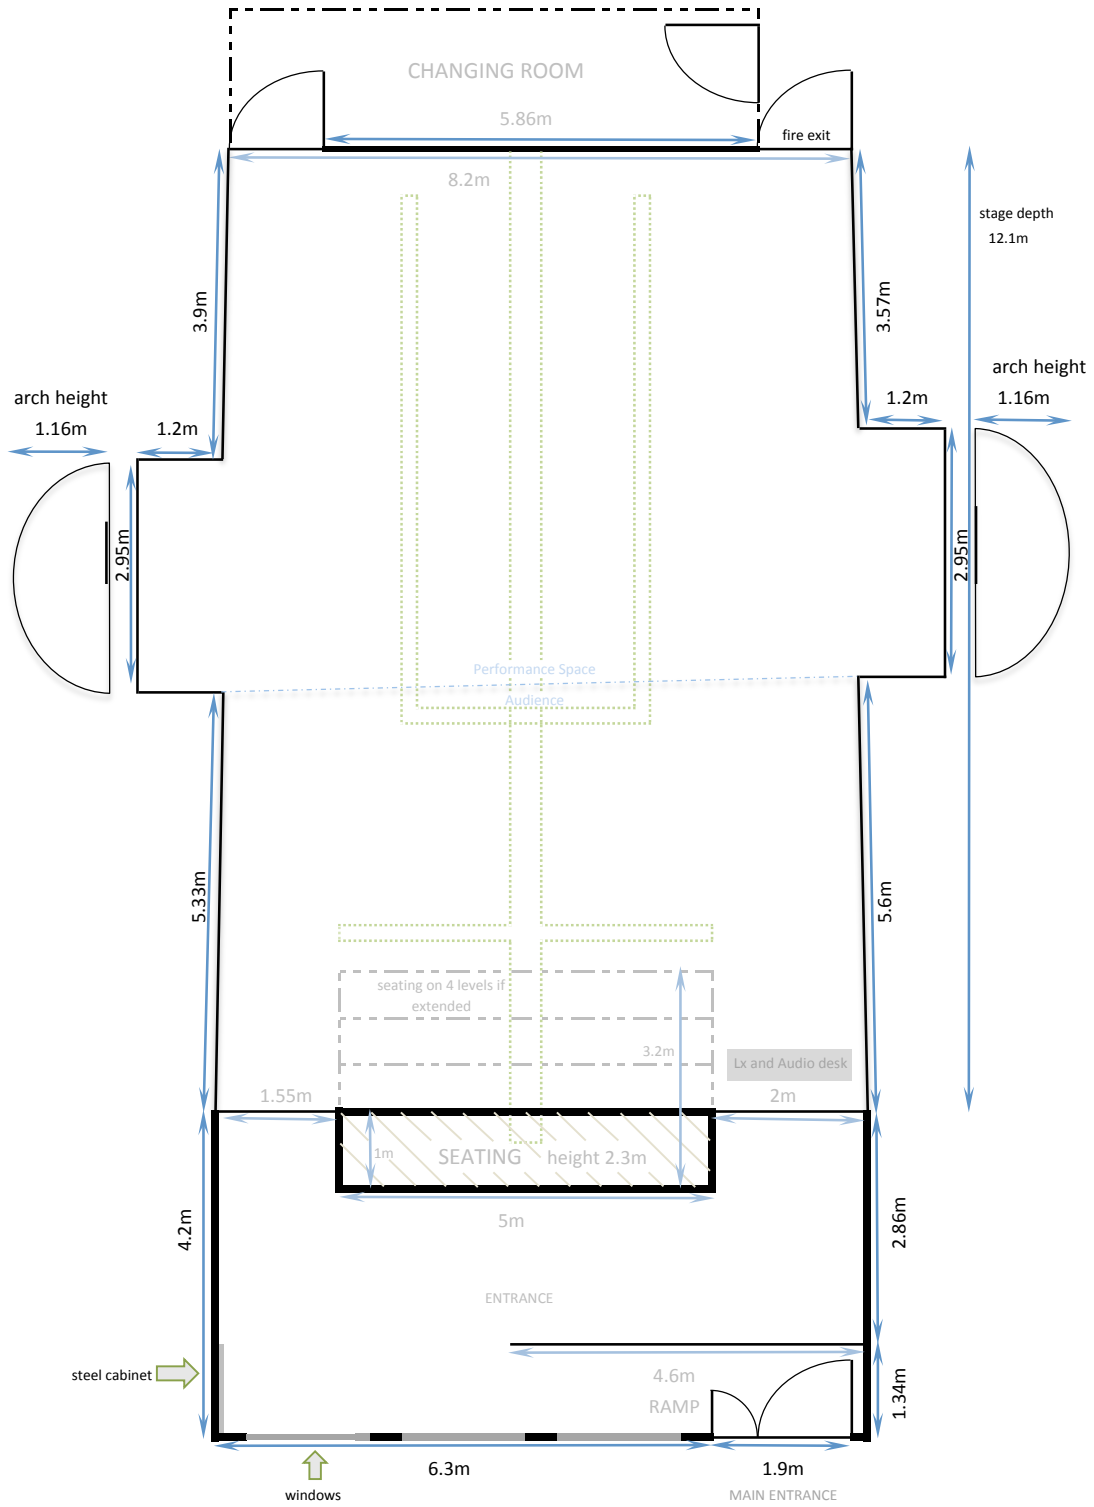 CHANGING ROOM
5.86m
fire exit
8.2m
stage depth
12.1m
3.9m
3.57m
arch height
1.16m
1.2m
1.2m
arch height
1.16m
2.95m
2.95m
Performance Space
Audience
5.33m
5.6m
seating on 4 levels if
extended
3.2m
Lx and Audio desk
1.55m
2m
1m
SEATING height 2.3m
5m
4.2m
2.86m
ENTRANCE
steel cabinet
4.6m
RAMP
1.34m
6.3m
1.9m
windows
MAIN ENTRANCE